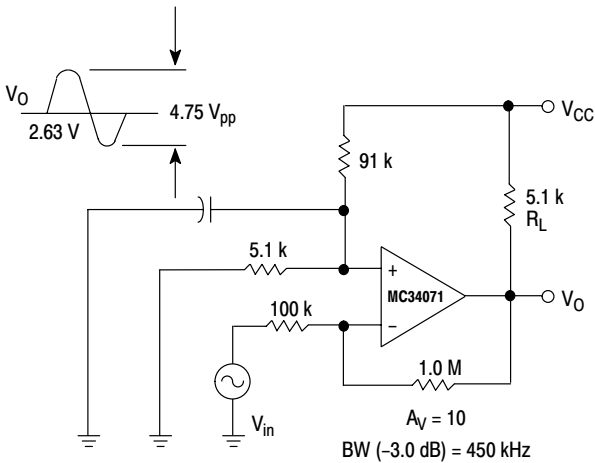 V_O
2.63 V
4.75 V_pp
V_CC
91 k
5.1 k
R_L
5.1 k
+
MC34071
−
V_O
100 k
1.0 M
V_in
A_V = 10
BW (−3.0 dB) = 450 kHz